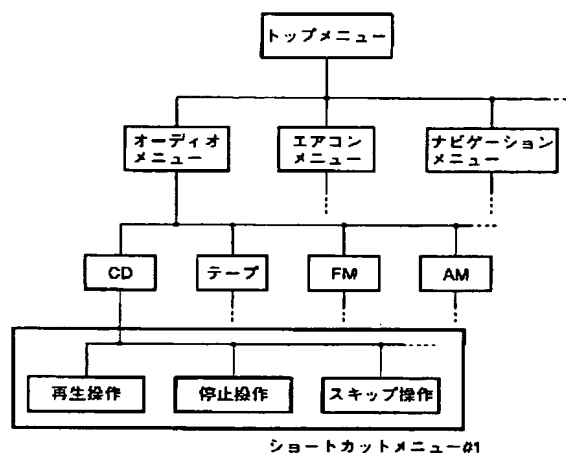 トップメニュー
オーディオ
メニュー
エアコン
メニュー
ナビゲーション
メニュー
CD
テープ
FM
AM
再生操作
停止操作
スキップ操作
ショートカットメニュー#1